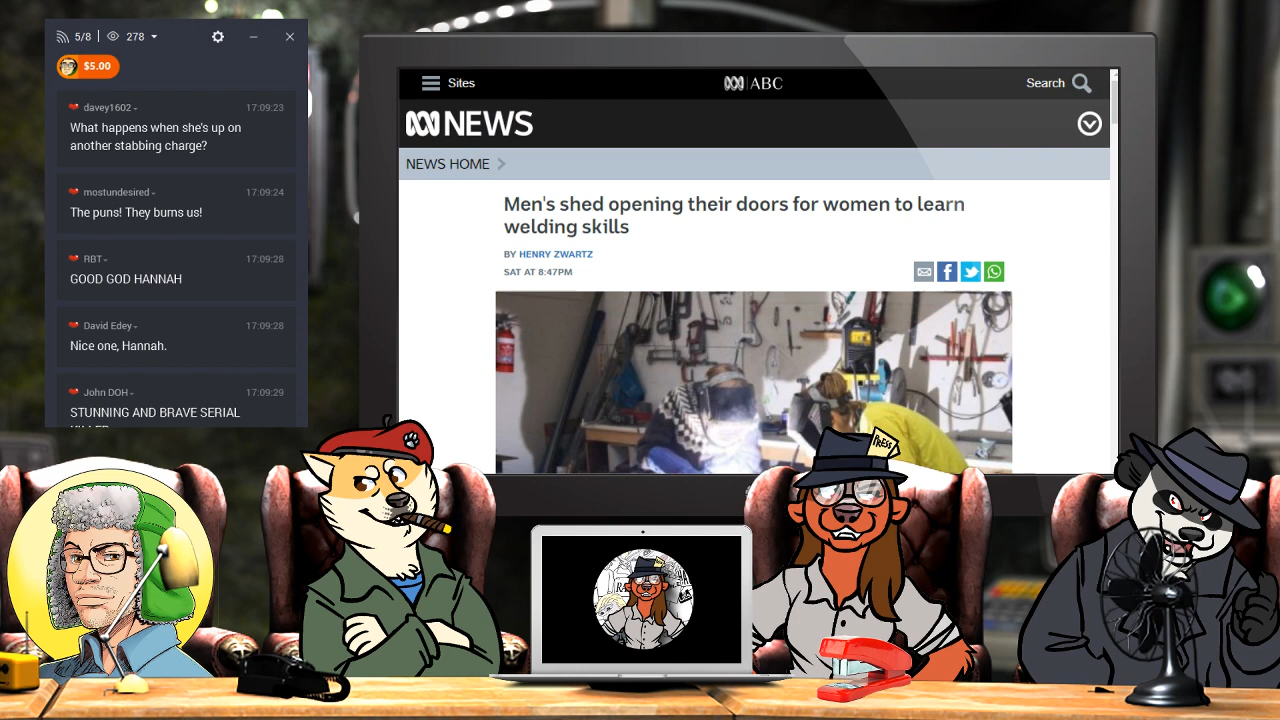 5/8 278
$5.00
davey1602 17:09:23
What happens when she's up on
another stabbing charge?
mostundesired 17:09:24
The puns! They burns us!
RBT 17:09:28
GOOD GOD HANNAH
David Edey 17:09:28
Nice one, Hannah.
John DOH 17:09:29
STUNNING AND BRAVE SERIAL
Sites ABC Search
NEWS
NEWS HOME
Men's shed opening their doors for women to learn
welding skills
BY HENRY ZWARTZ
SAT AT 8:47PM
PRESS